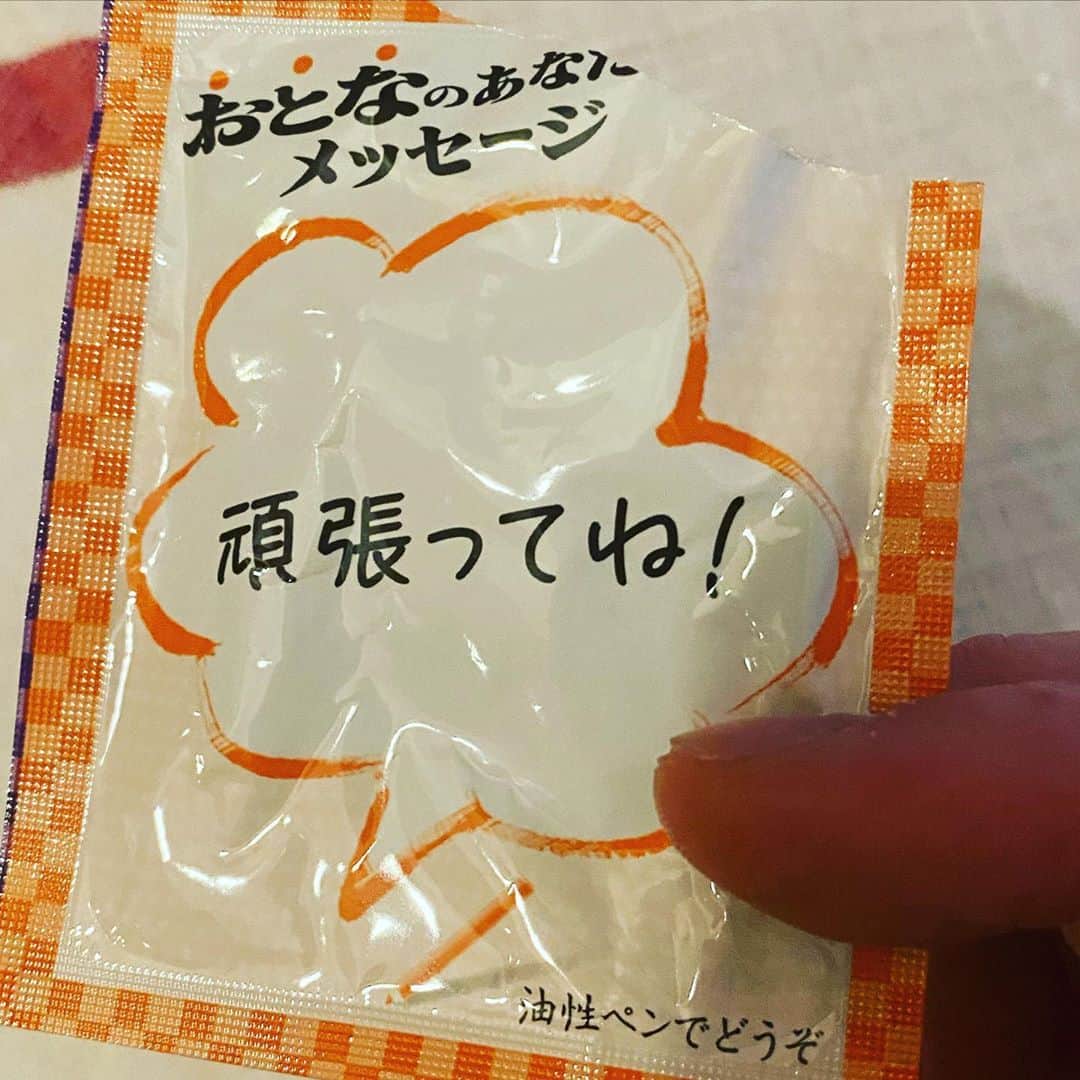 おとなのあなた
メッセージ
頑張ってね!
油性ペンでどうぞ